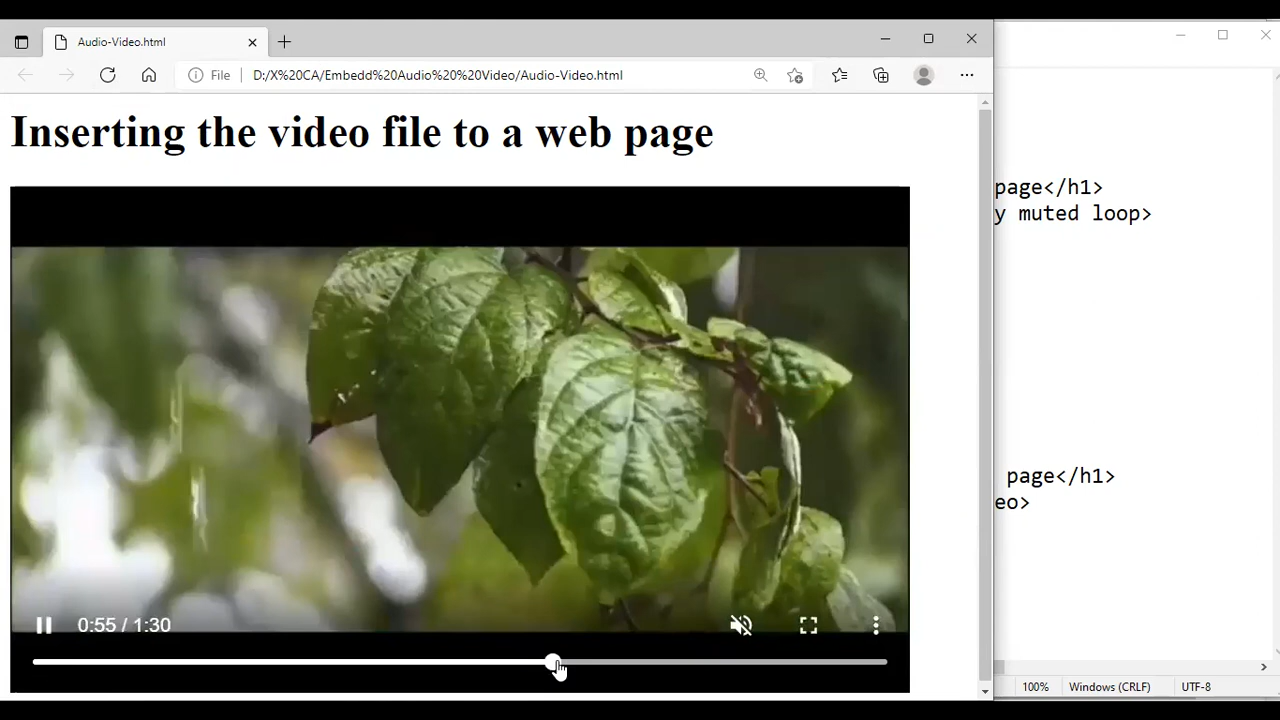 Audio-Video.html
File
D:/X%20CA/Embedd%20Audio%20%20Video/Audio-Video.html
Inserting the video file to a web page
0:55 / 1:30
page</h1>
y muted loop>
page</h1>
eo>
100%
Windows (CRLF)
UTF-8